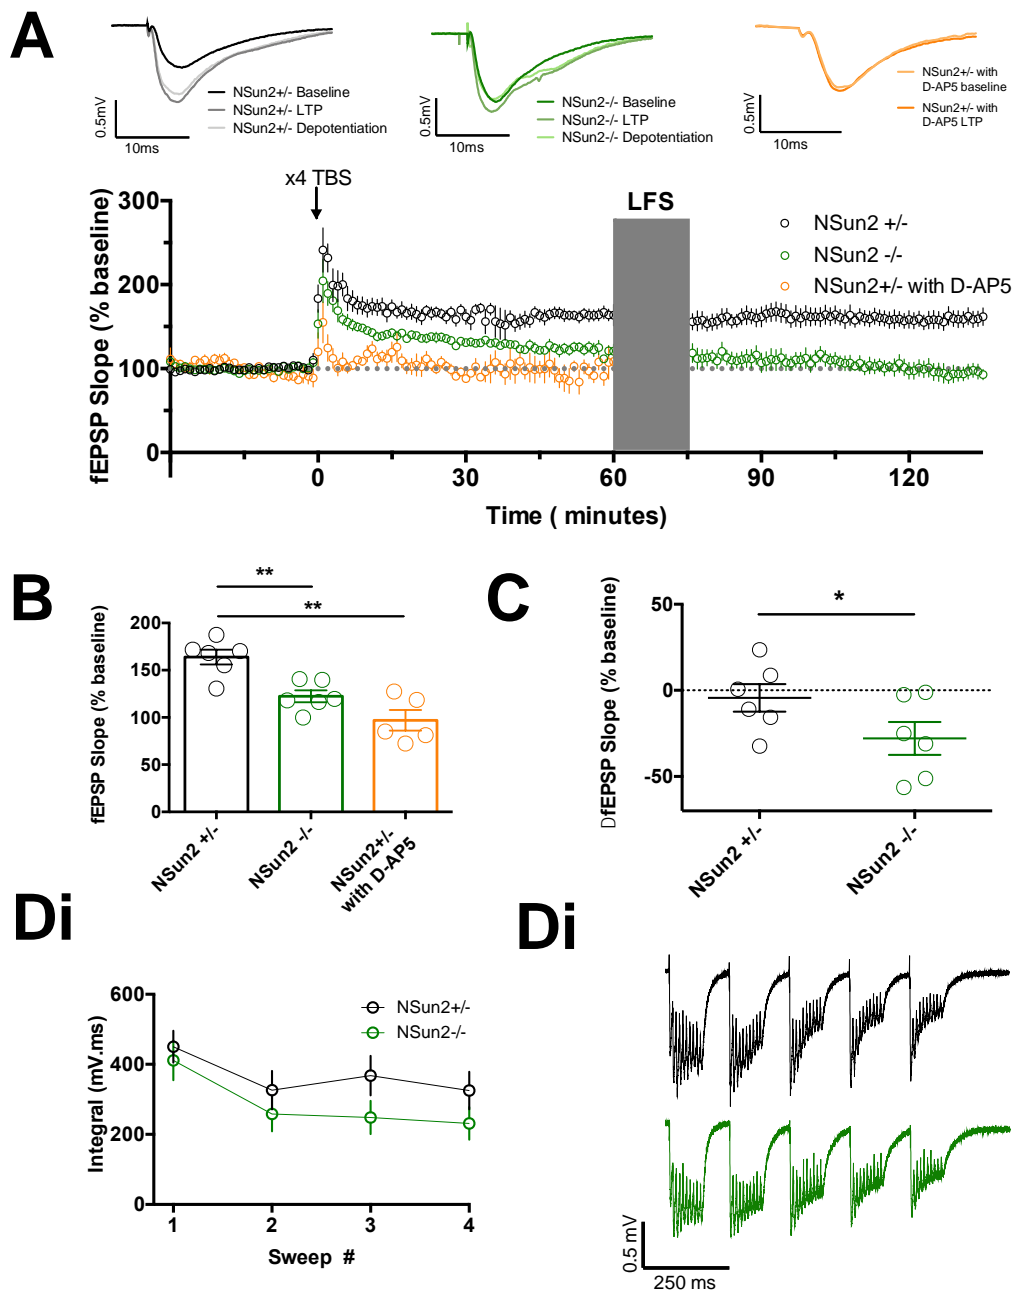 A
NSun2+/- Baseline
NSun2+/- LTP
NSun2+/- Depotentiation
0.5mV
10ms
NSun2-/- Baseline
NSun2-/- LTP
NSun2-/- Depotentiation
0.5mV
10ms
NSun2+/- with
D-AP5 baseline
NSun2+/- with
D-AP5 LTP
0.5mV
10ms
x4 TBS
LFS
NSun2 +/-
NSun2 -/-
NSun2+/- with D-AP5
fEPSP Slope (% baseline)
300
200
100
0
0
30
60
90
120
Time ( minutes)
B
**
**
fEPSP Slope (% baseline)
200
150
100
50
0
NSun2 +/-
NSun2 -/-
NSun2+/-
with D-AP5
C
*
▯fEPSP Slope (% baseline)
50
0
-50
NSun2 +/-
NSun2 -/-
Di
NSun2+/-
NSun2-/-
Integral (mV.ms)
600
400
200
0
1
2
3
4
Sweep #
Di
0.5 mV
250 ms